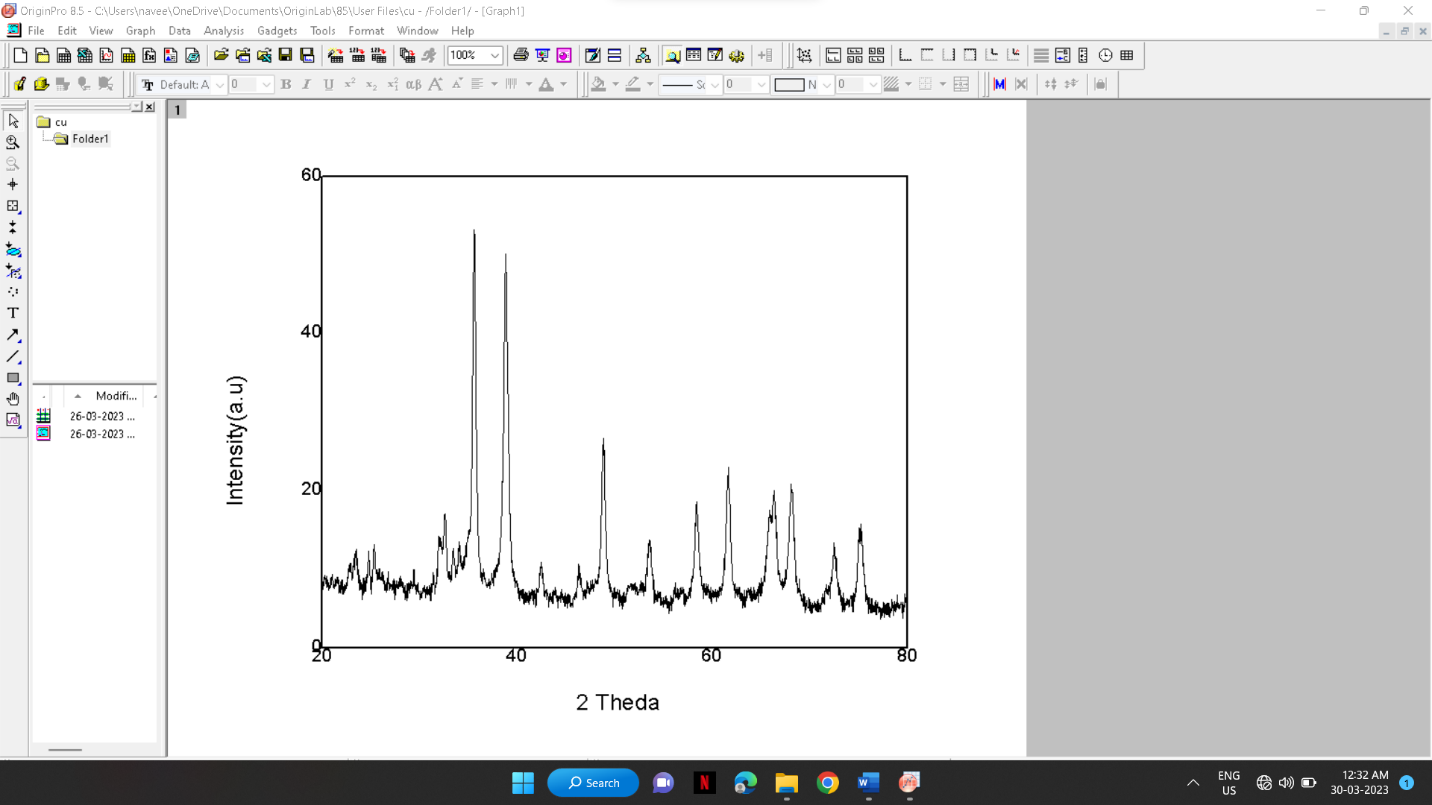 OriginPro 8.5 - C:\Users\navee\OneDrive\Documents\OriginLab\85\User Files\cu - /Folder1/ - [Graph1]
File Edit View Graph Data Analysis Gadgets Tools Format Window Help
100%
Default: A 0 B I U αβ A A A 0 N 0
1
cu
Folder1
Modifi...
26-03-2023 ...
26-03-2023 ...
T
60
40
20
0
Intensity(a.u)
20 40 60 80
2 Theda
Search
ENG
US
12:32 AM
30-03-2023
1